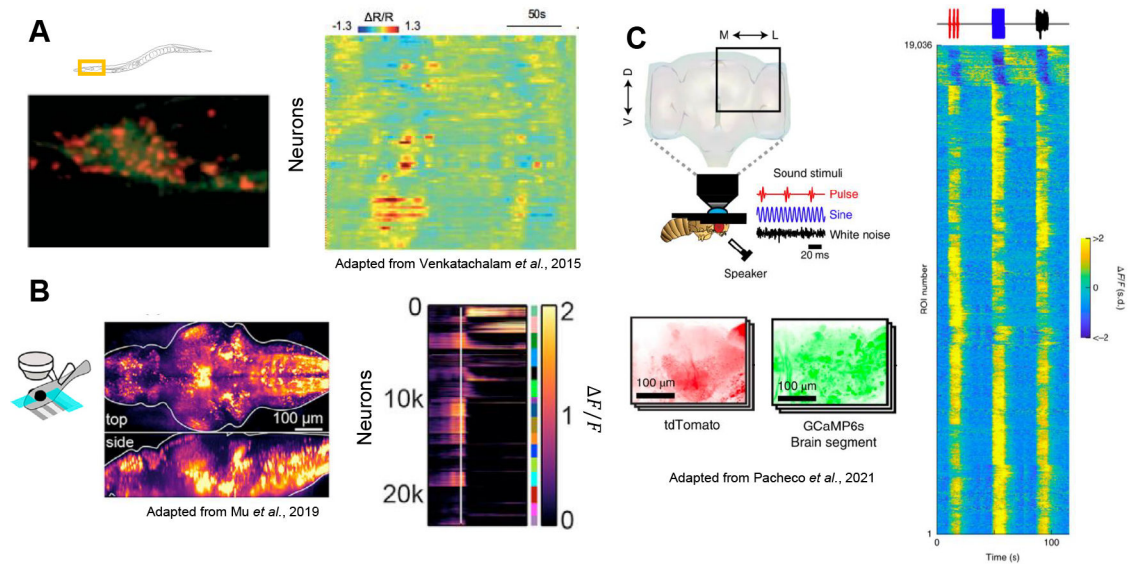 A
-1.3 ΔR/R 1.3
50s
Neurons
Adapted from Venkatachalam et al., 2015
B
top
100 μm
side
Adapted from Mu et al., 2019
Neurons
0
10k
20k
2
1
0
ΔF/F
C
M L
D
V
Sound stimuli
Pulse
Sine
White noise
20 ms
Speaker
100 μm
tdTomato
100 μm
GCaMP6s
Brain segment
Adapted from Pacheco et al., 2021
19,036
ROI number
1
0 100
Time (s)
>2
0
<–2
ΔF/F (s.d.)